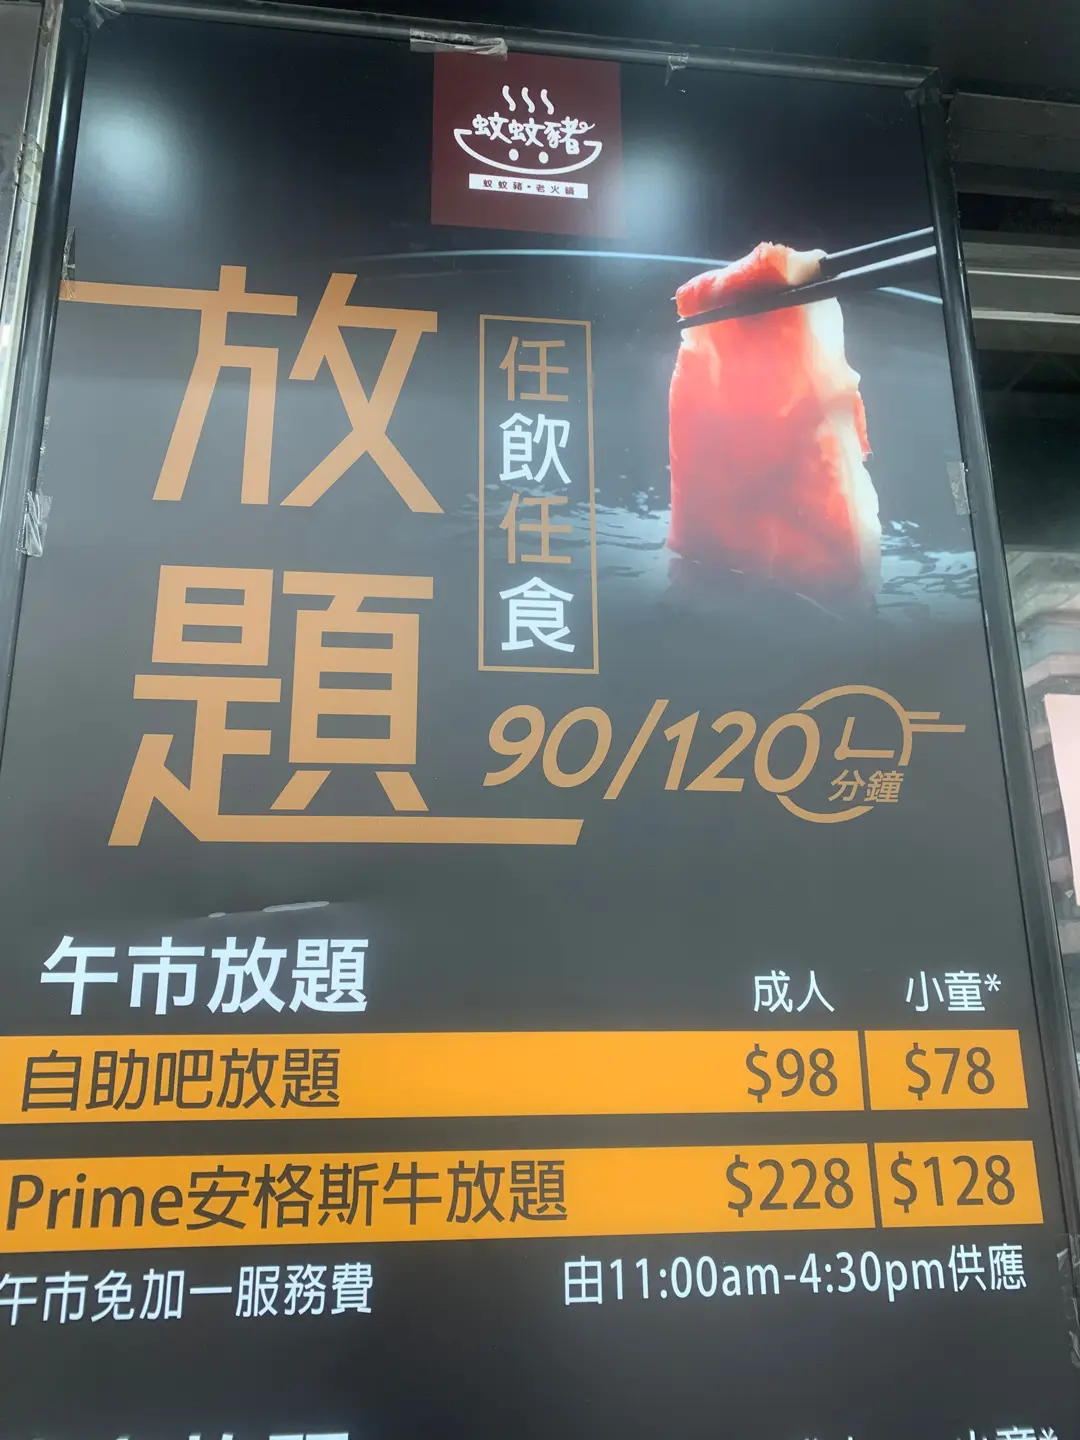 蚊蚊豬
蚊蚊豬·老火鍋
放題
任飲任食
90/120
分鐘
午市放題 成人 小童*
自助吧放題 $98 $78
Prime安格斯牛放題 $228 $128
午市免加一服務費 由11:00am-4:30pm供應